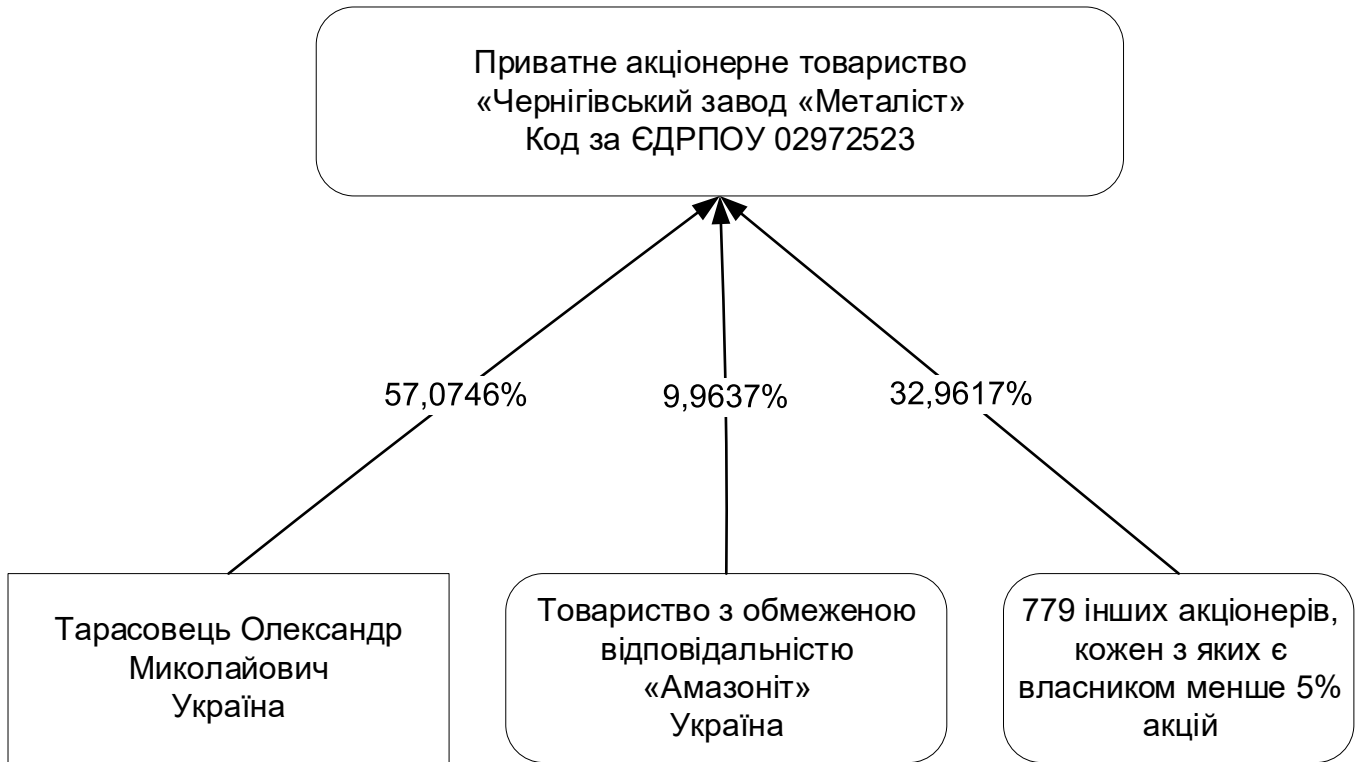 Приватне акціонерне товариство
«Чернігівський завод «Металіст»
Код за ЄДРПОУ 02972523
57,0746%
9,9637%
32,9617%
Тарасовець Олександр
Миколайович
Україна
Товариство з обмеженою
відповідальністю
«Амазоніт»
Україна
779 інших акціонерів,
кожен з яких є
власником менше 5%
акцій